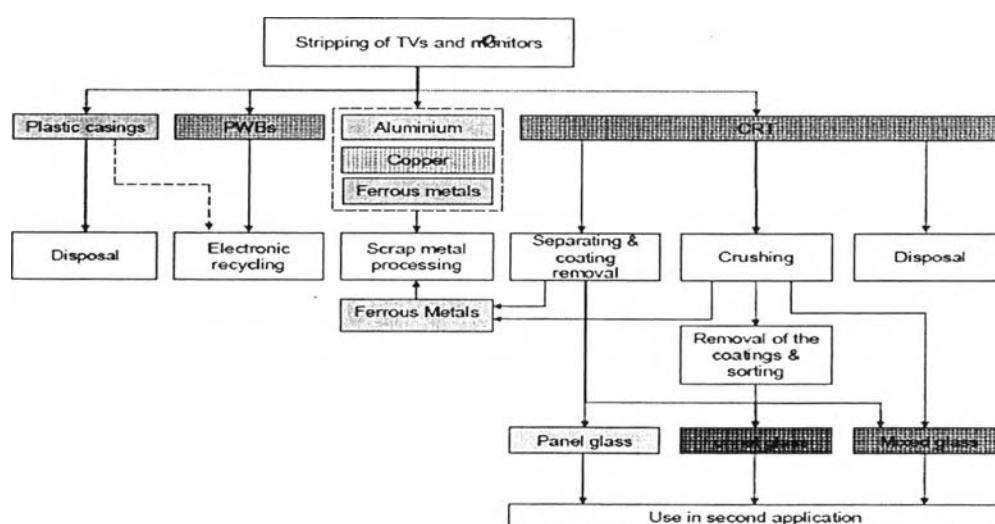 Stripping of TVs and monitors
Plastic casings
PWBs
Aluminium
Copper
Ferrous metals
CRT
Disposal
Electronic
recycling
Scrap metal
processing
Separating &
coating
removal
Crushing
Disposal
Ferrous Metals
Removal of the
coatings &
sorting
Panel glass
Funnel glass
Mixed glass
Use in second application